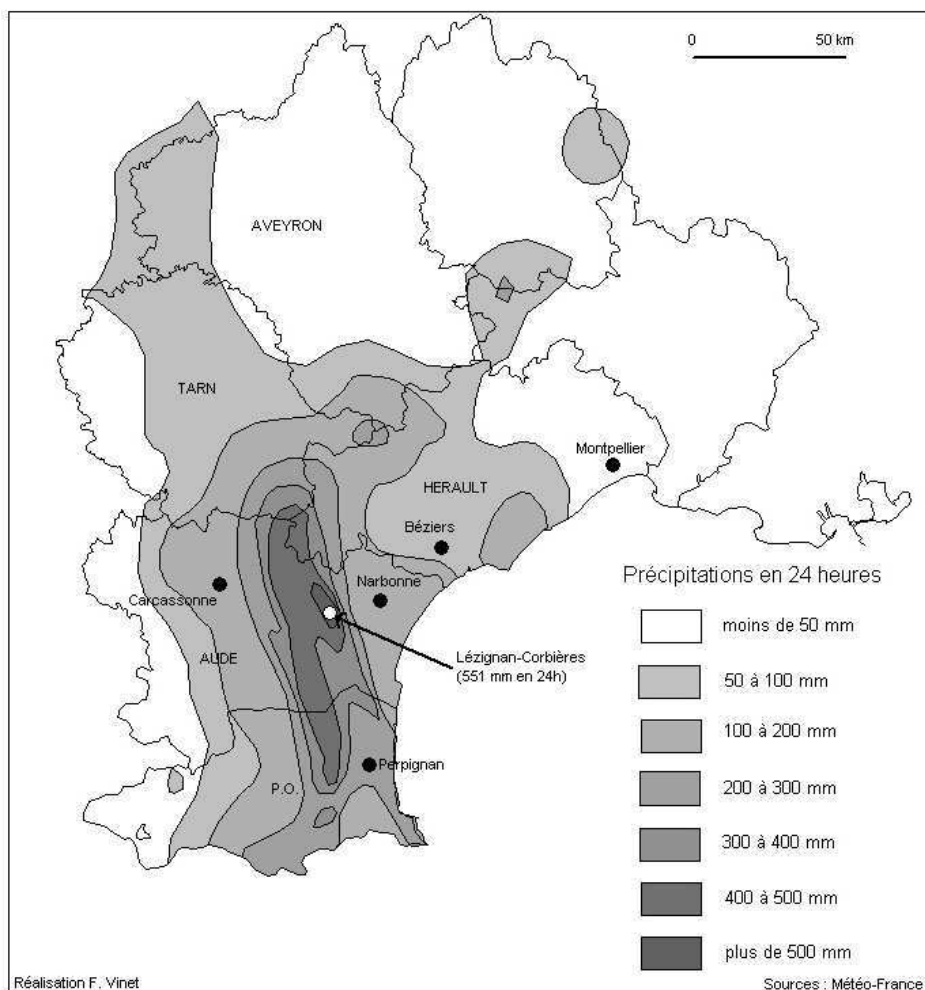 0 50 km
AVEYRON
TARN
Montpellier
HERAULT
Béziers
Précipitations en 24 heures
Narbonne
Carcassonne
moins de 50 mm
Lézignan-Corbières
(551 mm en 24h)
AUDE
50 à 100 mm
100 à 200 mm
Perpignan
P.O.
200 à 300 mm
300 à 400 mm
400 à 500 mm
plus de 500 mm
Réalisation F. Vinet
Sources : Météo-France